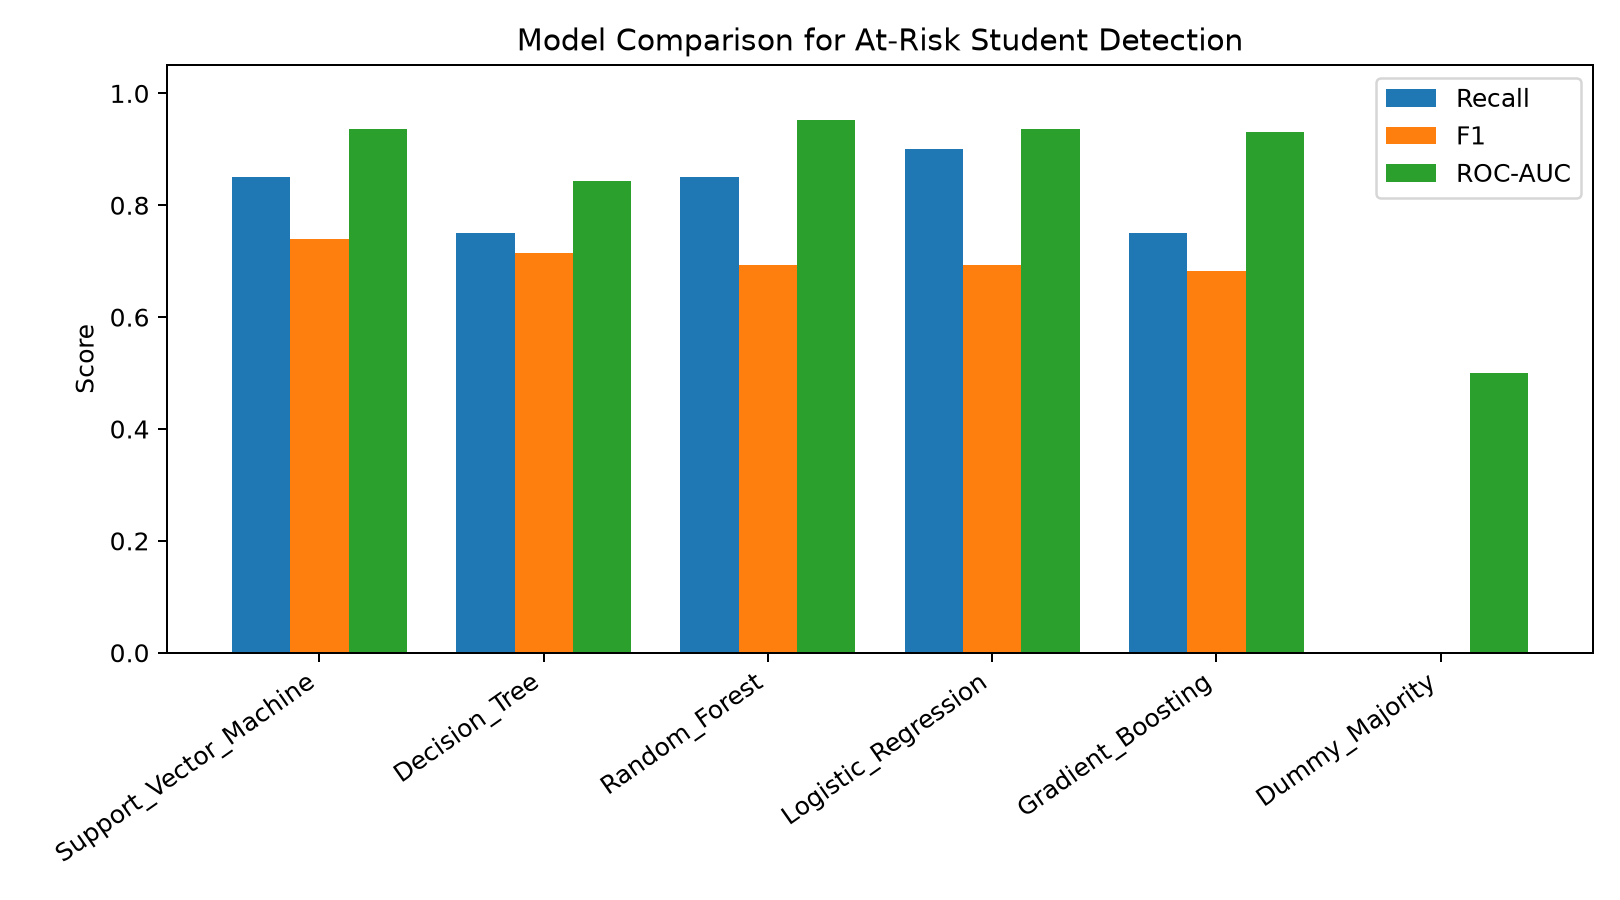 Model Comparison for At-Risk Student Detection
Recall
F1
ROC-AUC
Score
1.0
0.8
0.6
0.4
0.2
0.0
Support_Vector_Machine
Decision_Tree
Random_Forest
Logistic_Regression
Gradient_Boosting
Dummy_Majority